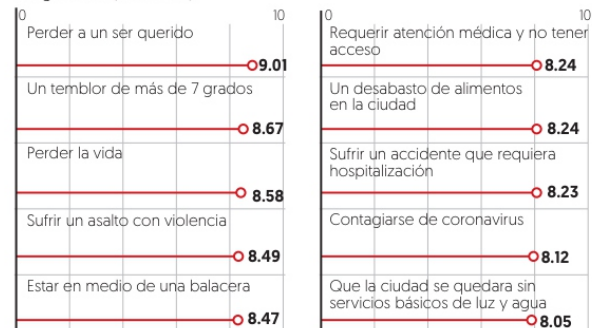 0 10
Perder a un ser querido
9.01
Un temblor de más de 7 grados
8.67
Perder la vida
8.58
Sufrir un asalto con violencia
8.49
Estar en medio de una balacera
8.47
0 10
Requerir atención médica y no tener
acceso
8.24
Un desabasto de alimentos
en la ciudad
8.24
Sufrir un accidente que requiera
hospitalización
8.23
Contagiarse de coronavirus
8.12
Que la ciudad se quedara sin
servicios básicos de luz y agua
8.05